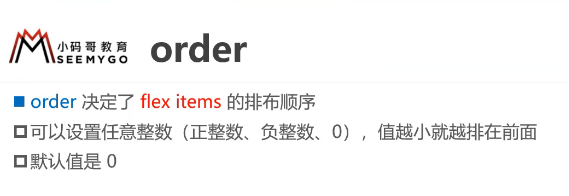 小码哥教育
SEEMYGO
order
order 决定了 flex items 的排布顺序
可以设置任意整数（正整数、负整数、0），值越小就越排在前面
默认值是 0